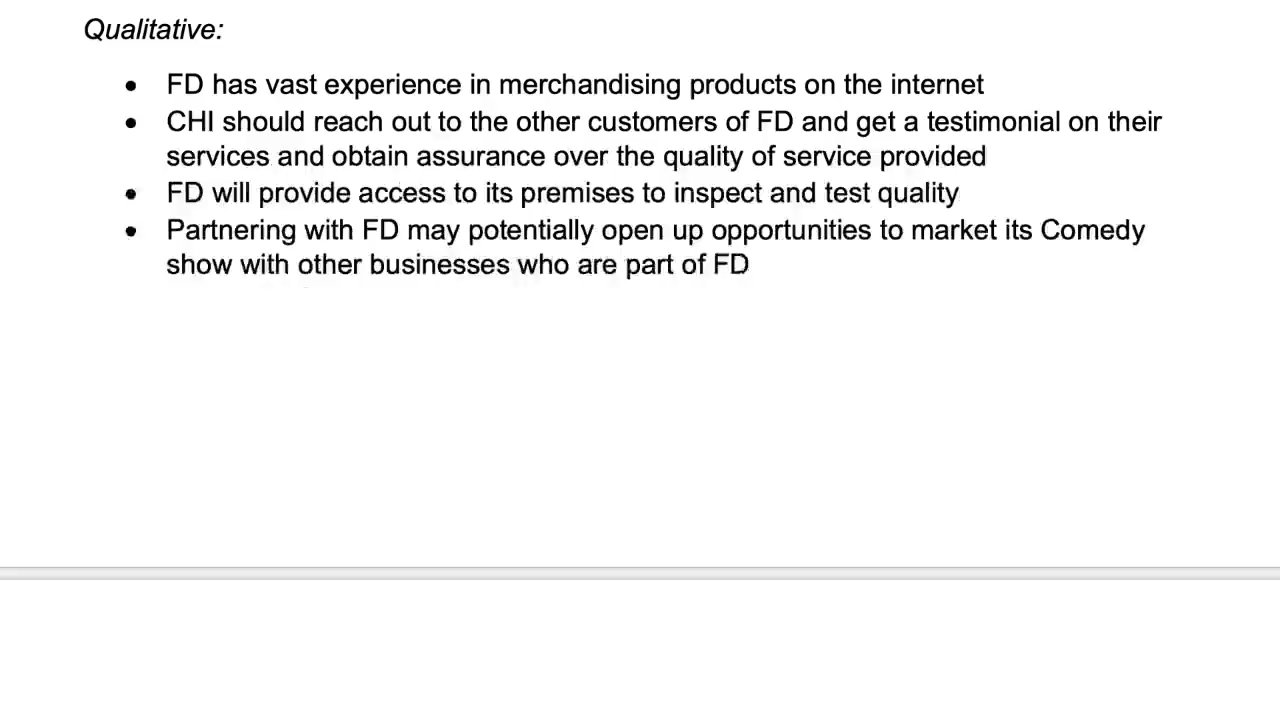 Qualitative:
• FD has vast experience in merchandising products on the internet
• CHI should reach out to the other customers of FD and get a testimonial on their
services and obtain assurance over the quality of service provided
• FD will provide access to its premises to inspect and test quality
• Partnering with FD may potentially open up opportunities to market its Comedy
show with other businesses who are part of FD